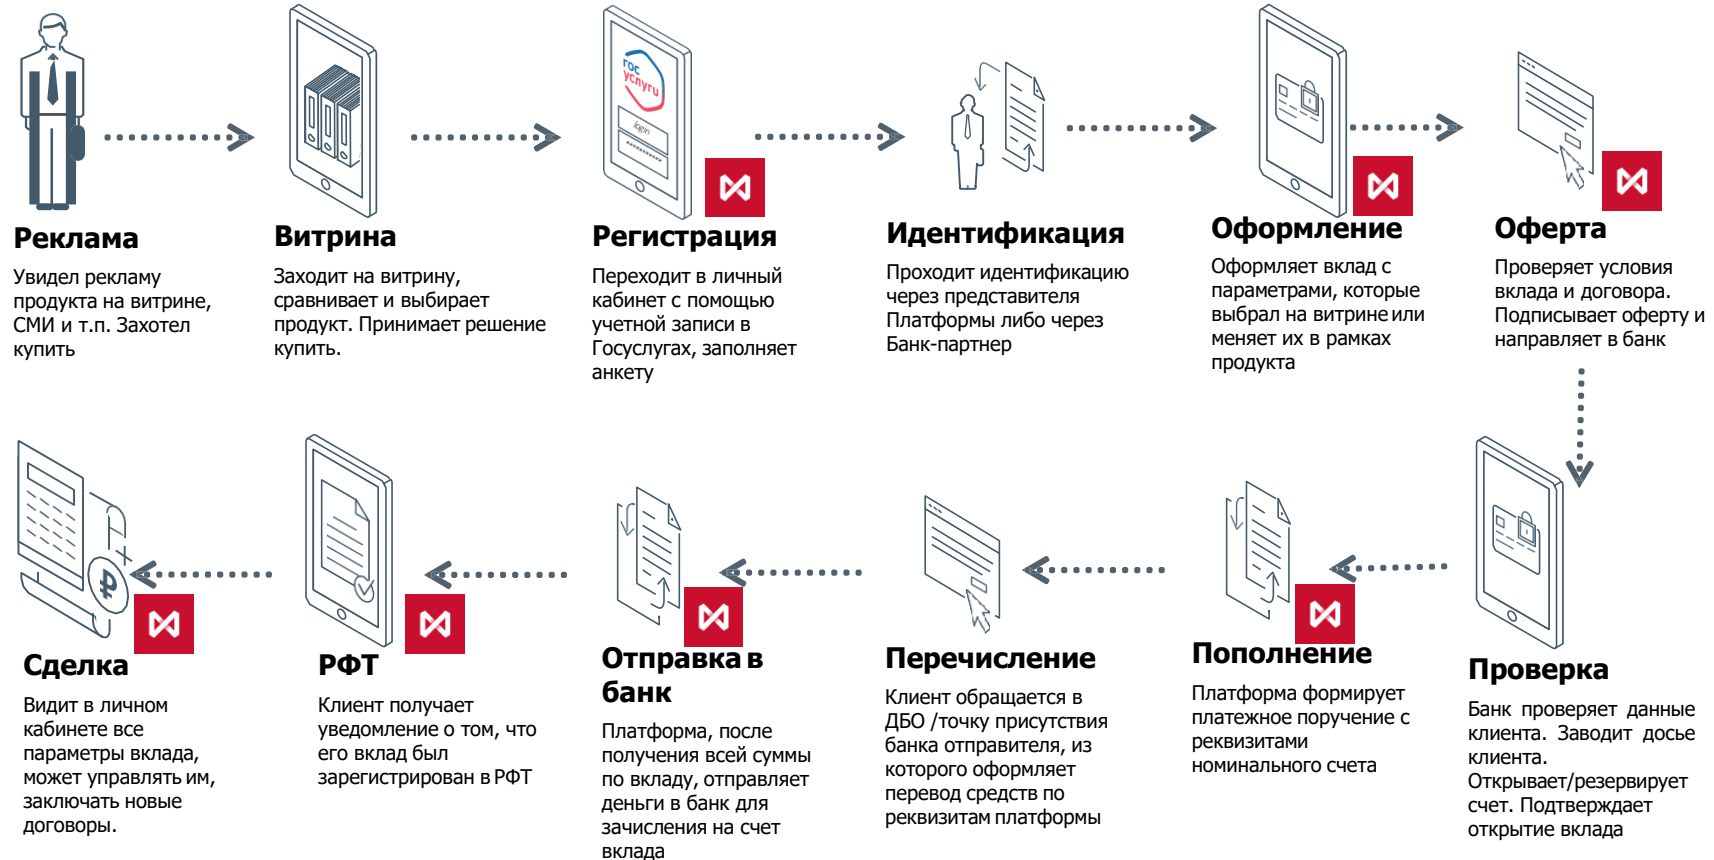 гос
услуги
login
Реклама
Увидел рекламу
продукта на витрине,
СМИ и т.п. Захотел
купить
Витрина
Заходит на витрину,
сравнивает и выбирает
продукт. Принимает решение
купить.
Регистрация
Переходит в личный
кабинет с помощью
учетной записи в
Госуслугах, заполняет
анкету
Идентификация
Проходит идентификацию
через представителя
Платформы либо через
Банк-партнер
Оформление
Оформляет вклад с
параметрами, которые
выбрал на витрине или
меняет их в рамках
продукта
Оферта
Проверяет условия
вклада и договора.
Подписывает оферту и
направляет в банк
Проверка
Банк проверяет данные
клиента. Заводит досье
клиента.
Открывает/резервирует
счет. Подтверждает
открытие вклада
Пополнение
Платформа формирует
платежное поручение с
реквизитами
номинального счета
Перечисление
Клиент обращается в
ДБО /точку присутствия
банка отправителя, из
которого оформляет
перевод средств по
реквизитам платформы
Отправка в
банк
Платформа, после
получения всей суммы
по вкладу, отправляет
деньги в банк для
зачисления на счет
вклада
РФТ
Клиент получает
уведомление о том, что
его вклад был
зарегистрирован в РФТ
₽
Сделка
Видит в личном
кабинете все
параметры вклада,
может управлять им,
заключать новые
договоры.